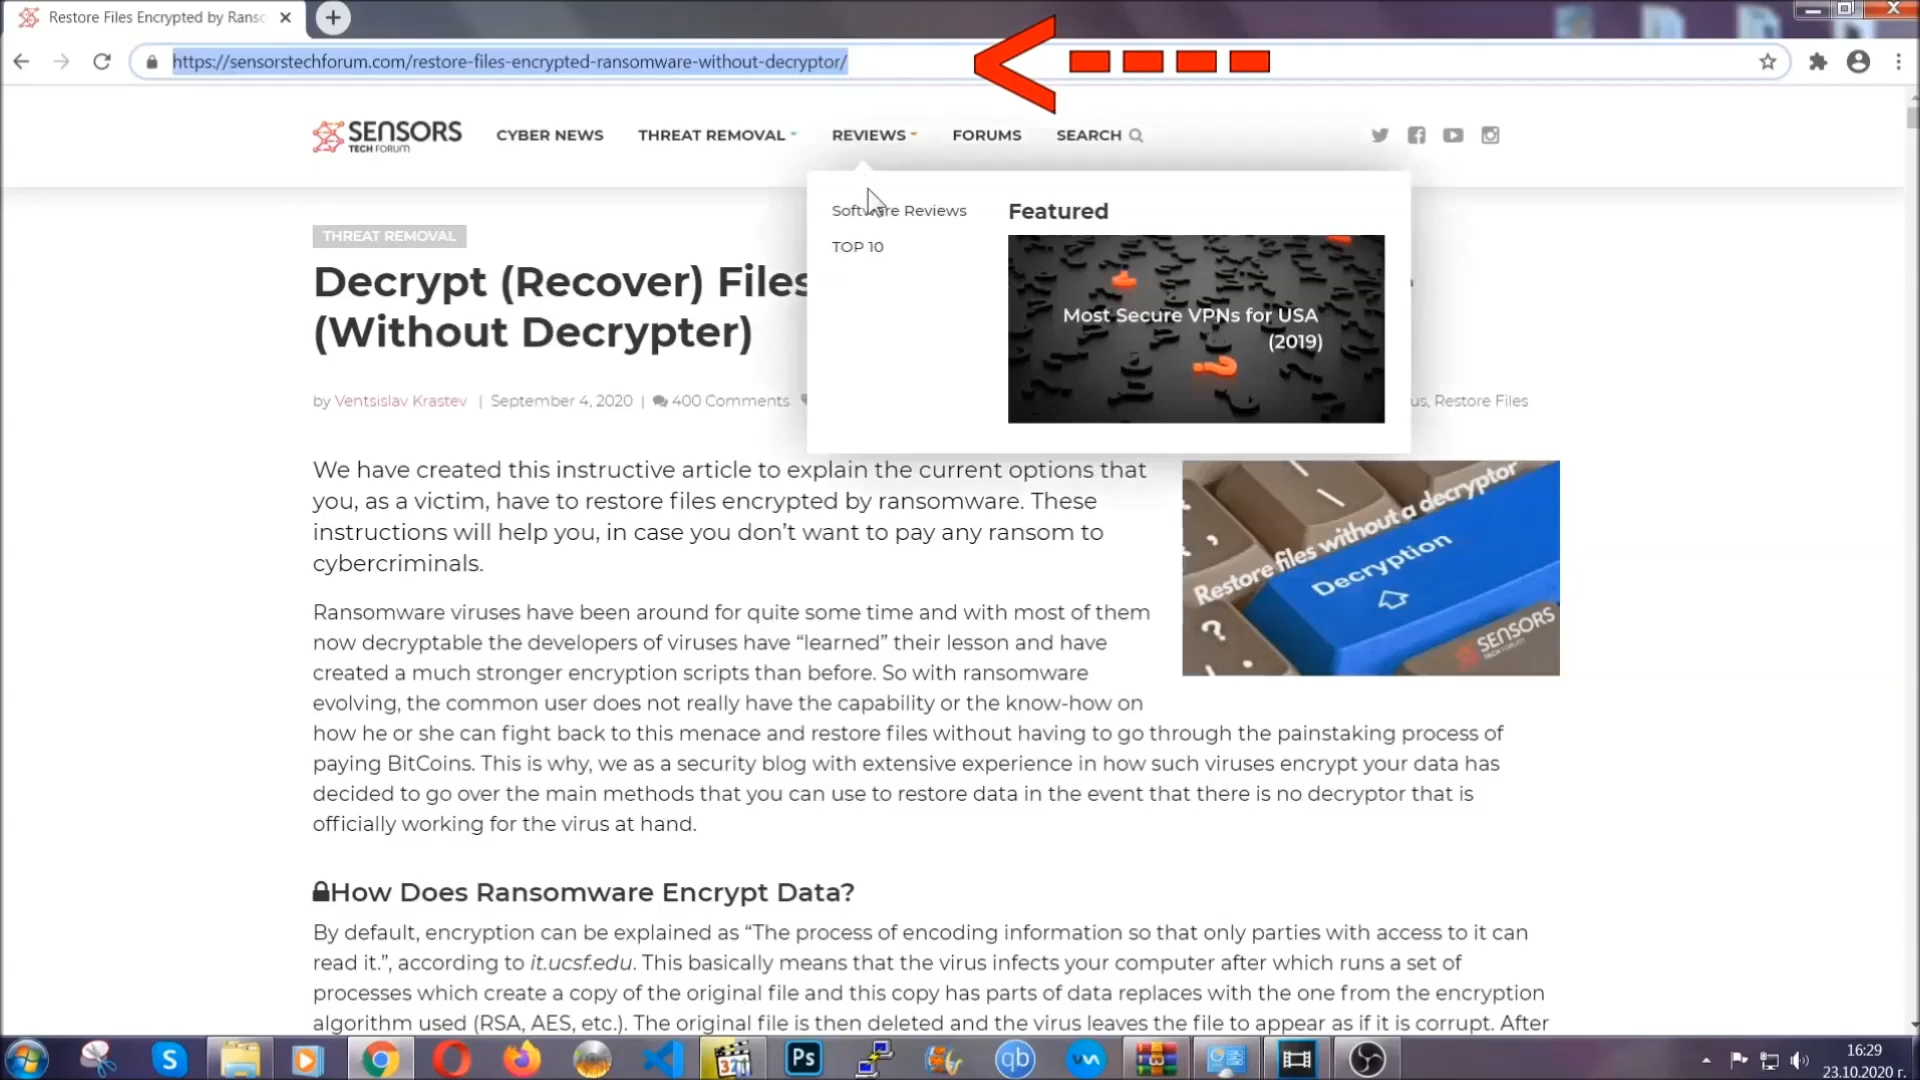 Restore Files Encrypted by Ranso
https://sensorstechforum.com/restore-files-encrypted-ransomware-without-decryptor/
SENSORS
TECH FORUM
CYBER NEWS
THREAT REMOVAL
REVIEWS
FORUMS
SEARCH
Software Reviews
TOP 10
Featured
Most Secure VPNs for USA
(2019)
THREAT REMOVAL
Decrypt (Recover) Files
(Without Decrypter)
by Ventsislav Krastev | September 4, 2020 | 400 Comments
us, Restore Files
We have created this instructive article to explain the current options that
you, as a victim, have to restore files encrypted by ransomware. These
instructions will help you, in case you don’t want to pay any ransom to
cybercriminals.
Restore files without a decryptor
Decryption
SENSORS
Ransomware viruses have been around for quite some time and with most of them
now decryptable the developers of viruses have “learned” their lesson and have
created a much stronger encryption scripts than before. So with ransomware
evolving, the common user does not really have the capability or the know-how on
how he or she can fight back to this menace and restore files without having to go through the painstaking process of
paying BitCoins. This is why, we as a security blog with extensive experience in how such viruses encrypt your data has
decided to go over the main methods that you can use to restore data in the event that there is no decryptor that is
officially working for the virus at hand.
How Does Ransomware Encrypt Data?
By default, encryption can be explained as “The process of encoding information so that only parties with access to it can
read it.”, according to it.ucsf.edu. This basically means that the virus infects your computer after which runs a set of
processes which create a copy of the original file and this copy has parts of data replaces with the one from the encryption
algorithm used (RSA, AES, etc.). The original file is then deleted and the virus leaves the file to appear as if it is corrupt. After
S
321
Ps
qb
16:29
23.10.2020 г.